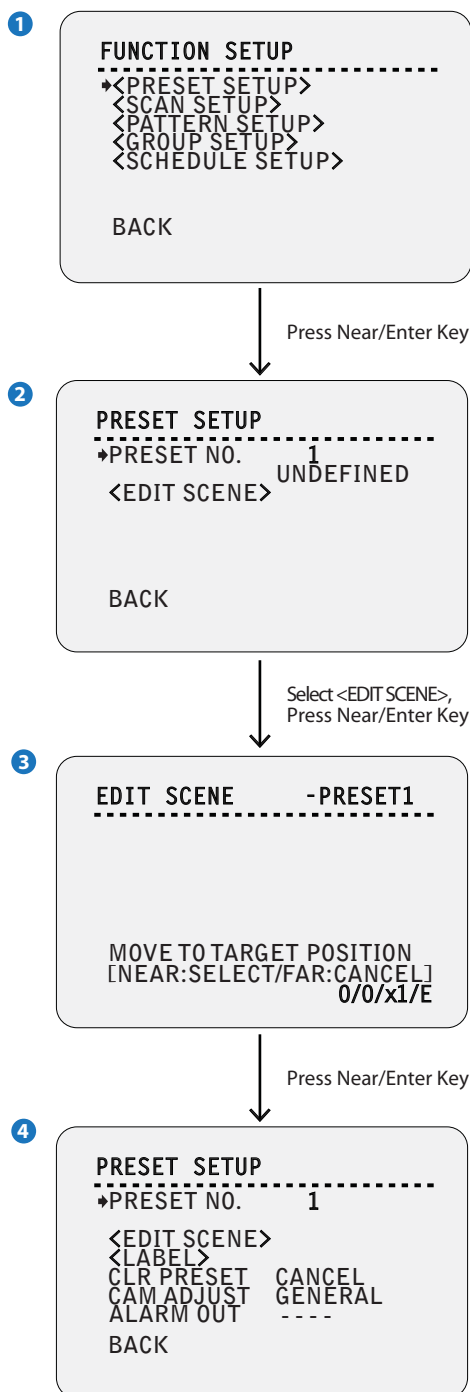 1
FUNCTION SETUP
<PRESET SETUP>
<SCAN SETUP>
<PATTERN SETUP>
<GROUP SETUP>
<SCHEDULE SETUP>
BACK
Press Near/Enter Key
2
PRESET SETUP
PRESET NO. 1
UNDEFINED
<EDIT SCENE>
BACK
Select <EDIT SCENE>,
Press Near/Enter Key
3
EDIT SCENE -PRESET1
MOVE TO TARGET POSITION
[NEAR:SELECT/FAR:CANCEL]
0/0/x1/E
Press Near/Enter Key
4
PRESET SETUP
PRESET NO. 1
<EDIT SCENE>
<LABEL>
CLR PRESET CANCEL
CAM ADJUST GENERAL
ALARM OUT ----
BACK